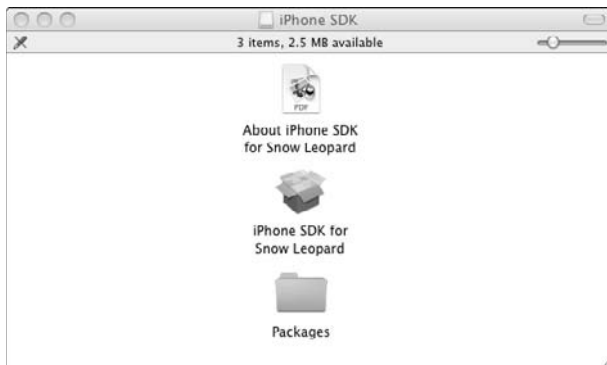 iPhone SDK
3 items, 2.5 MB available
PDF
About iPhone SDK
for Snow Leopard
iPhone SDK for
Snow Leopard
Packages